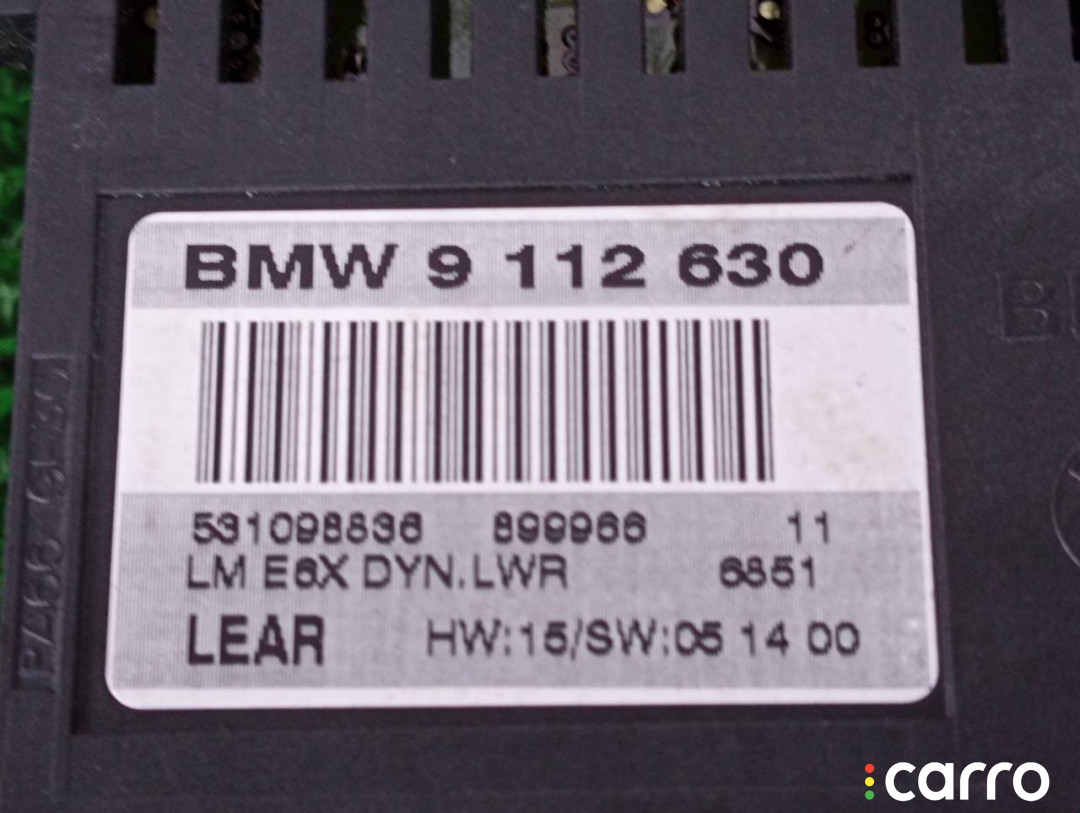 BMW 9 112 630
531098836 899966 11
LM E6X DYN.LWR 6851
LEAR HW:15/SW:05 14 00
carro